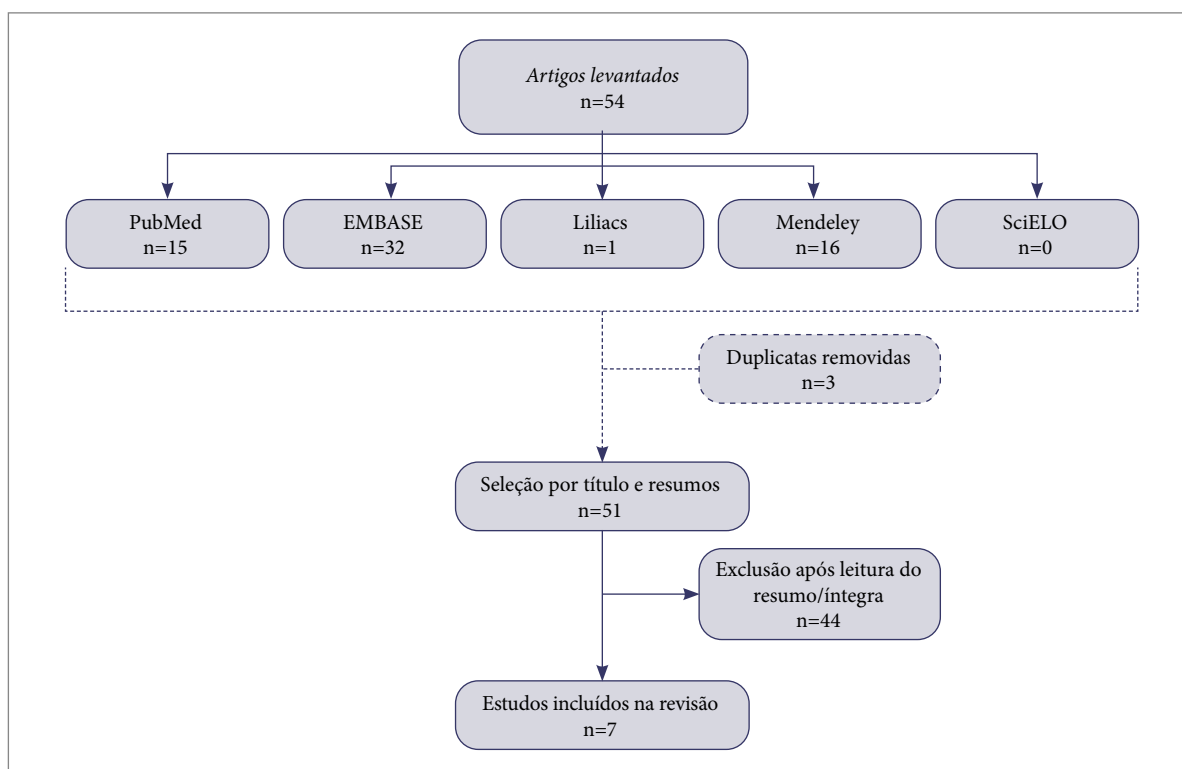 Artigos levantados
n=54
PubMed
n=15
EMBASE
n=32
Liliacs
n=1
Mendeley
n=16
SciELO
n=0
Duplicatas removidas
n=3
Seleção por título e resumos
n=51
Exclusão após leitura do
resumo/íntegra
n=44
Estudos incluídos na revisão
n=7